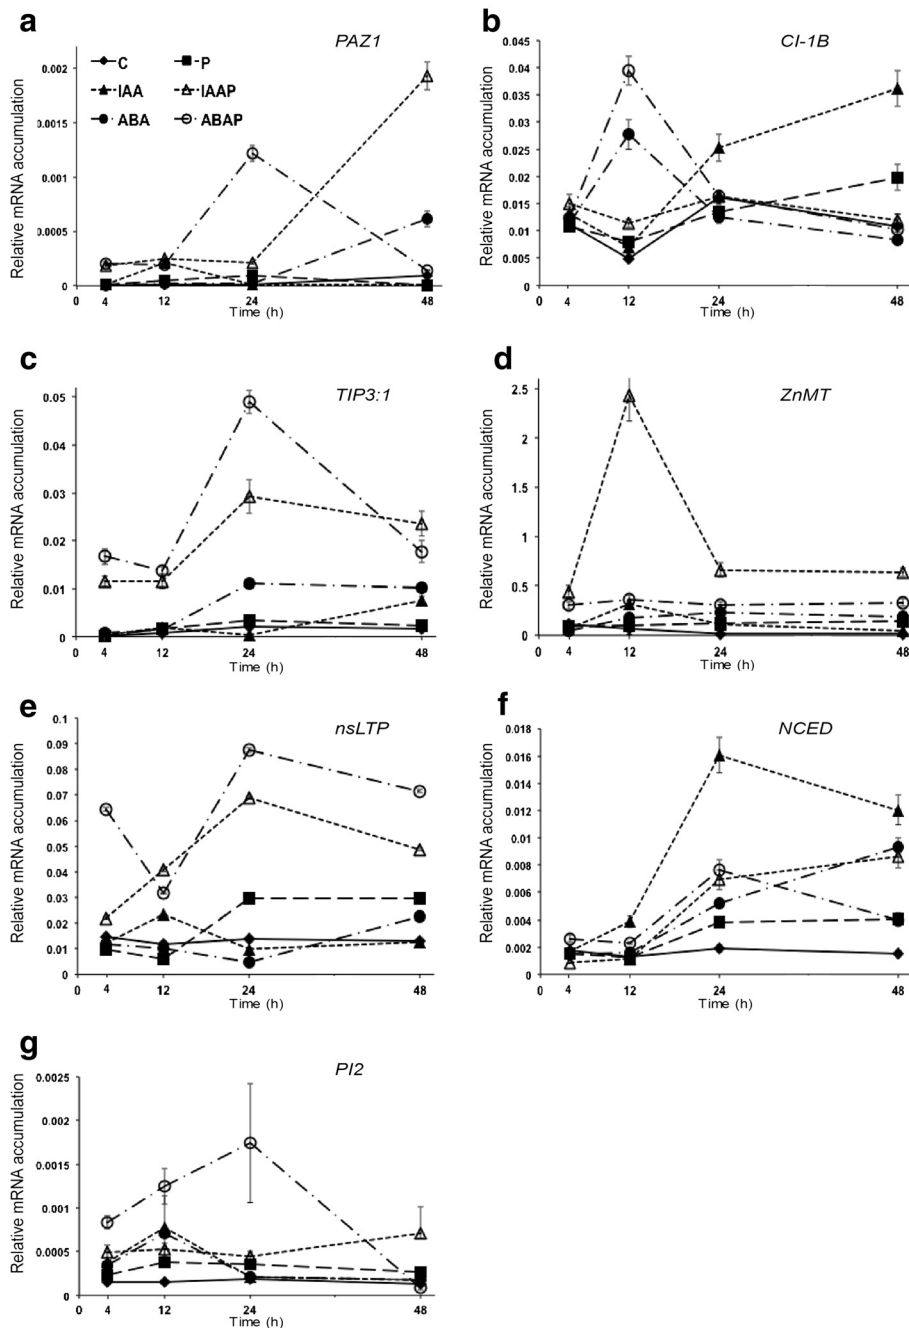 a
PAZ1
Relative mRNA accumulation
0.002
0.0015
0.001
0.0005
0
C P
IAA IAAP
ABA ABAP
0 4 12 24 48
Time (h)
b
CI-1B
Relative mRNA accumulation
0.045
0.04
0.035
0.03
0.025
0.02
0.015
0.01
0.005
0
0 4 12 24 48
Time (h)
c
TIP3:1
Relative mRNA accumulation
0.05
0.04
0.03
0.02
0.01
0
0 4 12 24 48
Time (h)
d
ZnMT
Relative mRNA accumulation
2.5
2
1.5
1
0.5
0
0 4 12 24 48
Time (h)
e
nsLTP
Relative mRNA accumulation
0.1
0.09
0.08
0.07
0.06
0.05
0.04
0.03
0.02
0.01
0
0 4 12 24 48
Time (h)
f
NCED
Relative mRNA accumulation
0.018
0.016
0.014
0.012
0.01
0.008
0.006
0.004
0.002
0
0 4 12 24 48
Time (h)
g
PI2
Relative mRNA accumulation
0.0025
0.002
0.0015
0.001
0.0005
0
0 4 12 24 48
Time (h)